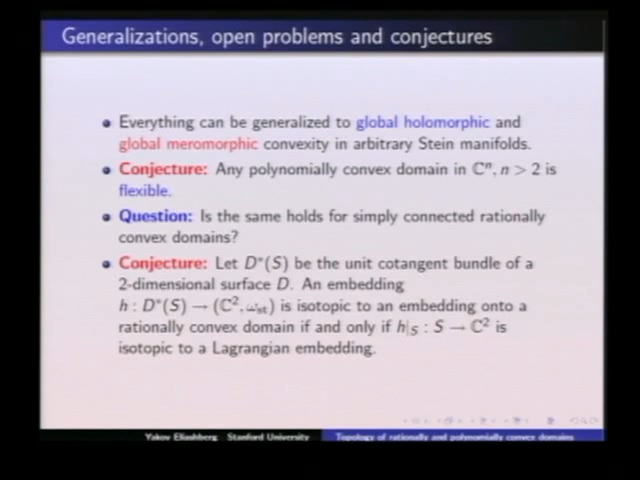 Generalizations, open problems and conjectures
• Everything can be generalized to global holomorphic and
global meromorphic convexity in arbitrary Stein manifolds.
• Conjecture: Any polynomially convex domain in ℂⁿ, n > 2 is
flexible.
• Question: Is the same holds for simply connected rationally
convex domains?
• Conjecture: Let D*(S) be the unit cotangent bundle of a
2-dimensional surface D. An embedding
h : D*(S) → (ℂ², ω_st) is isotopic to an embedding onto a
rationally convex domain if and only if h|_S : S → ℂ² is
isotopic to a Lagrangian embedding.
Yakov Eliashberg Stanford University Topology of rationally and polynomially convex domains